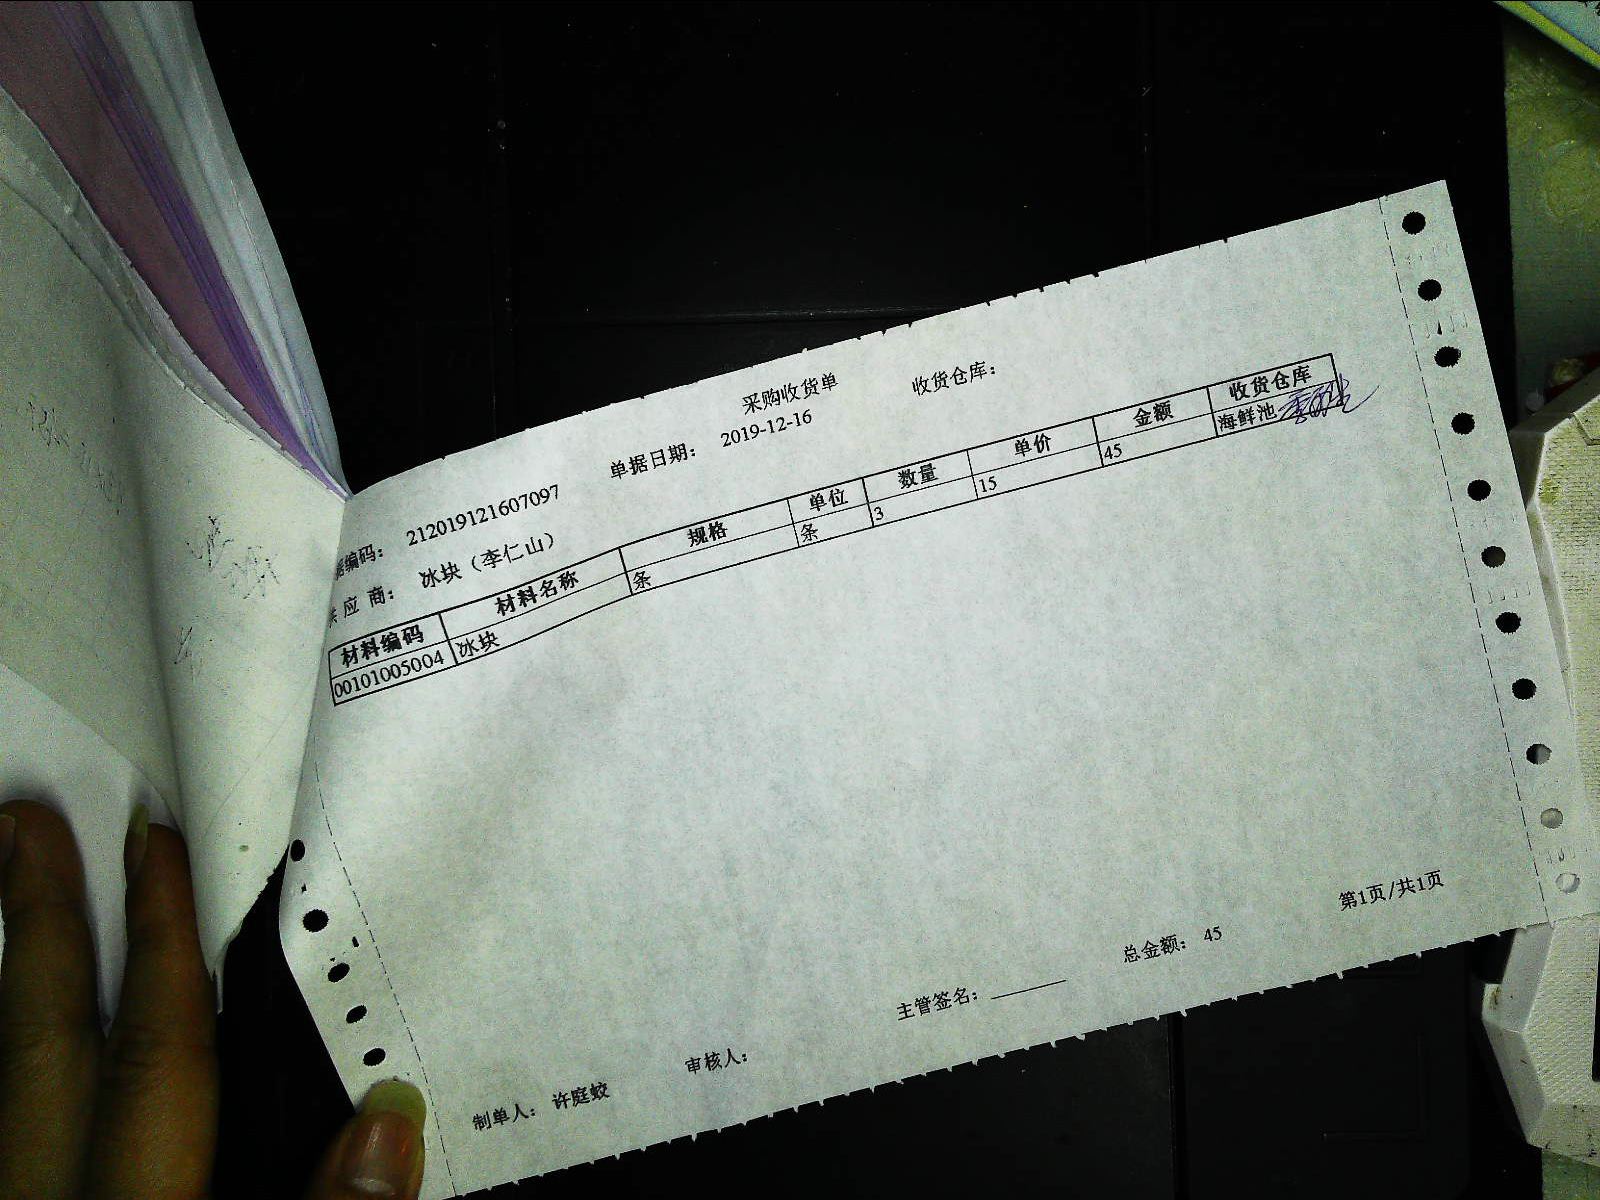 采购收货单
收货仓库：
编码： 212019121607097 单据日期： 2019-12-16
应 商： 冰块（李仁山）
材料编码 材料名称 规格 单位 数量 单价 金额 收货仓库
00101005004 冰块 条 条 3 15 45 海鲜池
制单人： 许庭蛟 审核人： 主管签名： 总金额： 45 第1页/共1页